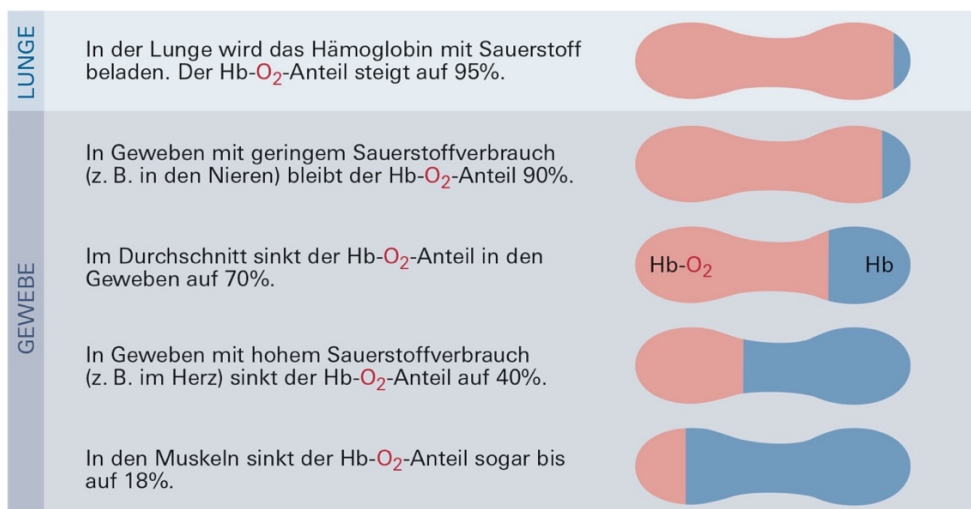 LUNGE
In der Lunge wird das Hämoglobin mit Sauerstoff
beladen. Der Hb-O₂-Anteil steigt auf 95%.
GEWEBE
In Geweben mit geringem Sauerstoffverbrauch
(z. B. in den Nieren) bleibt der Hb-O₂-Anteil 90%.
Im Durchschnitt sinkt der Hb-O₂-Anteil in den
Geweben auf 70%.
Hb-O₂
Hb
In Geweben mit hohem Sauerstoffverbrauch
(z. B. im Herz) sinkt der Hb-O₂-Anteil auf 40%.
In den Muskeln sinkt der Hb-O₂-Anteil sogar bis
auf 18%.